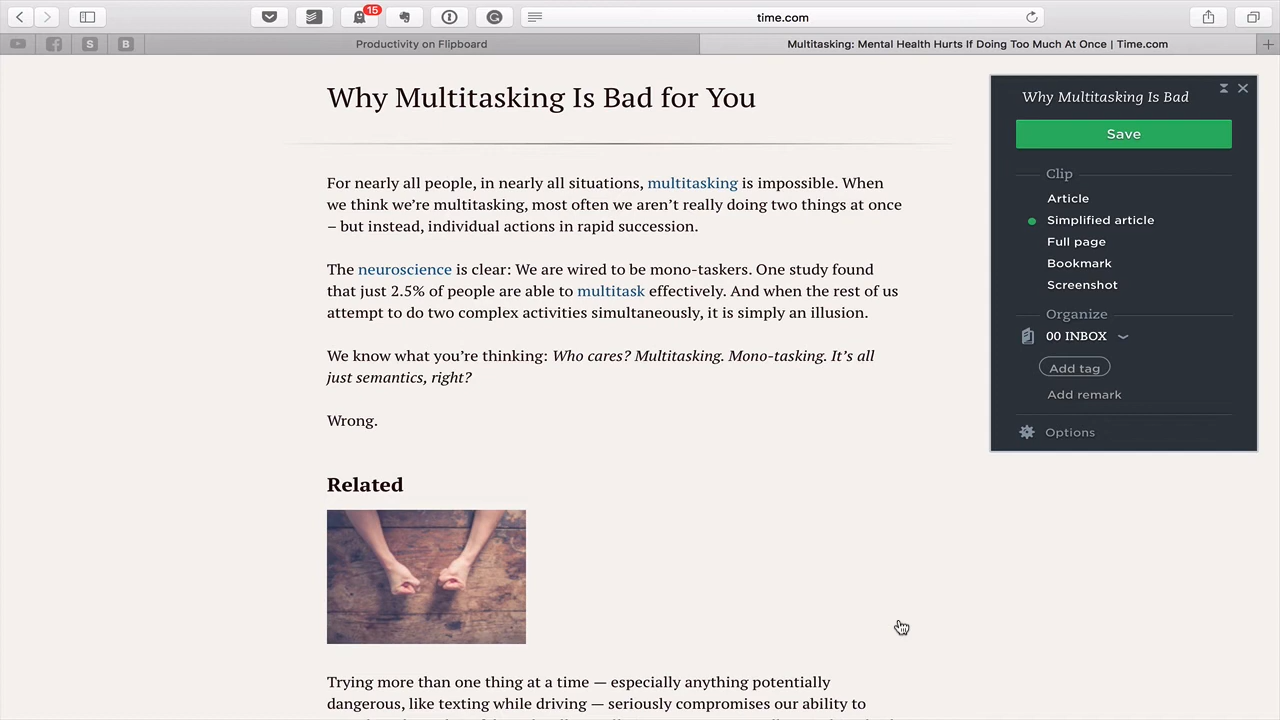 15
time.com
S
B
Productivity on Flipboard
Multitasking: Mental Health Hurts If Doing Too Much At Once | Time.com
Why Multitasking Is Bad for You
For nearly all people, in nearly all situations, multitasking is impossible. When
we think we’re multitasking, most often we aren’t really doing two things at once
– but instead, individual actions in rapid succession.
The neuroscience is clear: We are wired to be mono-taskers. One study found
that just 2.5% of people are able to multitask effectively. And when the rest of us
attempt to do two complex activities simultaneously, it is simply an illusion.
We know what you’re thinking: Who cares? Multitasking. Mono-tasking. It’s all
just semantics, right?
Wrong.
Related
Trying more than one thing at a time — especially anything potentially
dangerous, like texting while driving — seriously compromises our ability to
Why Multitasking Is Bad
Save
Clip
Article
Simplified article
Full page
Bookmark
Screenshot
Organize
00 INBOX
Add tag
Add remark
Options